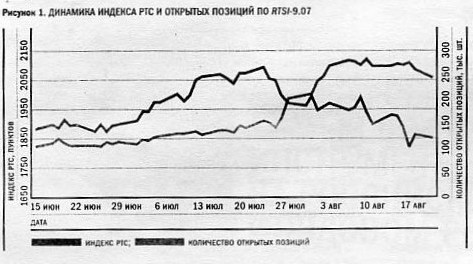 Рисунок 1. ДИНАМИКА ИНДЕКСА РТС И ОТКРЫТЫХ ПОЗИЦИЙ ПО RTSI-9.07
ИНДЕКС РТС, ПУНКТОВ
2150
2050
1950
1850
1750
1650
300
250
200
150
100
50
0
КОЛИЧЕСТВО ОТКРЫТЫХ ПОЗИЦИЙ, ТЫС. ШТ.
15 ИЮН 22 ИЮН 29 ИЮН 6 ИЮЛ 13 ИЮЛ 20 ИЮЛ 27 ИЮЛ 3 АВГ 10 АВГ 17 АВГ
ДАТА
ИНДЕКС РТС; КОЛИЧЕСТВО ОТКРЫТЫХ ПОЗИЦИЙ